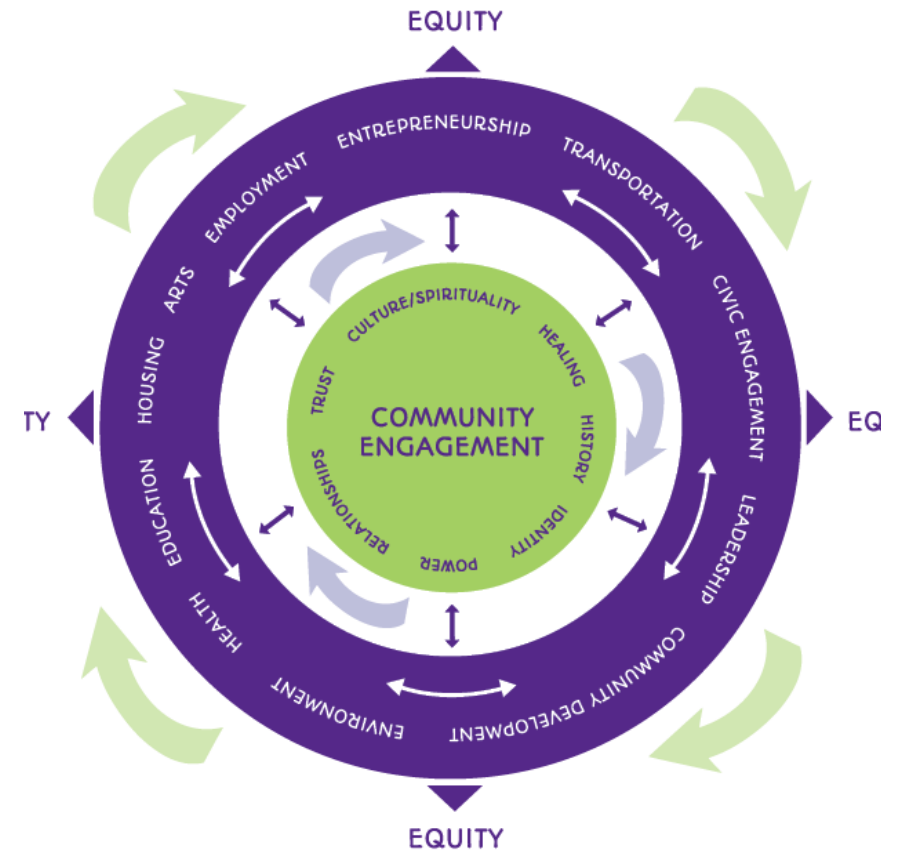 EQUITY
ENTREPRENEURSHIP
TRANSPORTATION
CIVIC ENGAGEMENT
LEADERSHIP
COMMUNITY DEVELOPMENT
ENVIRONMENT
HEALTH
EDUCATION
HOUSING
ARTS
EMPLOYMENT
CULTURE/SPIRITUALITY
HEALING
HISTORY
IDENTITY
POWER
RELATIONSHIPS
TRUST
COMMUNITY
ENGAGEMENT
TY
EQ
EQUITY